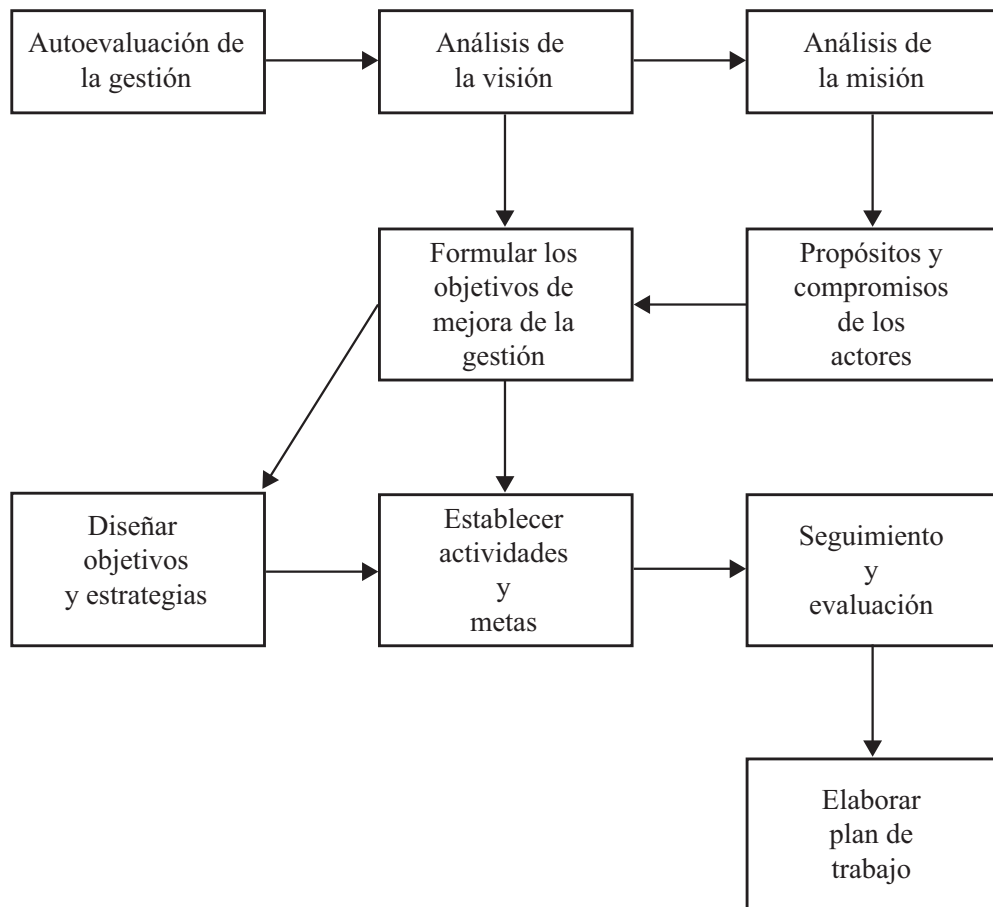 Autoevaluación de
la gestión
Análisis de
la visión
Análisis de
la misión
Formular los
objetivos de
mejora de la
gestión
Propósitos y
compromisos
de los
actores
Diseñar
objetivos
y estrategias
Establecer
actividades
y
metas
Seguimiento
y
evaluación
Elaborar
plan de
trabajo